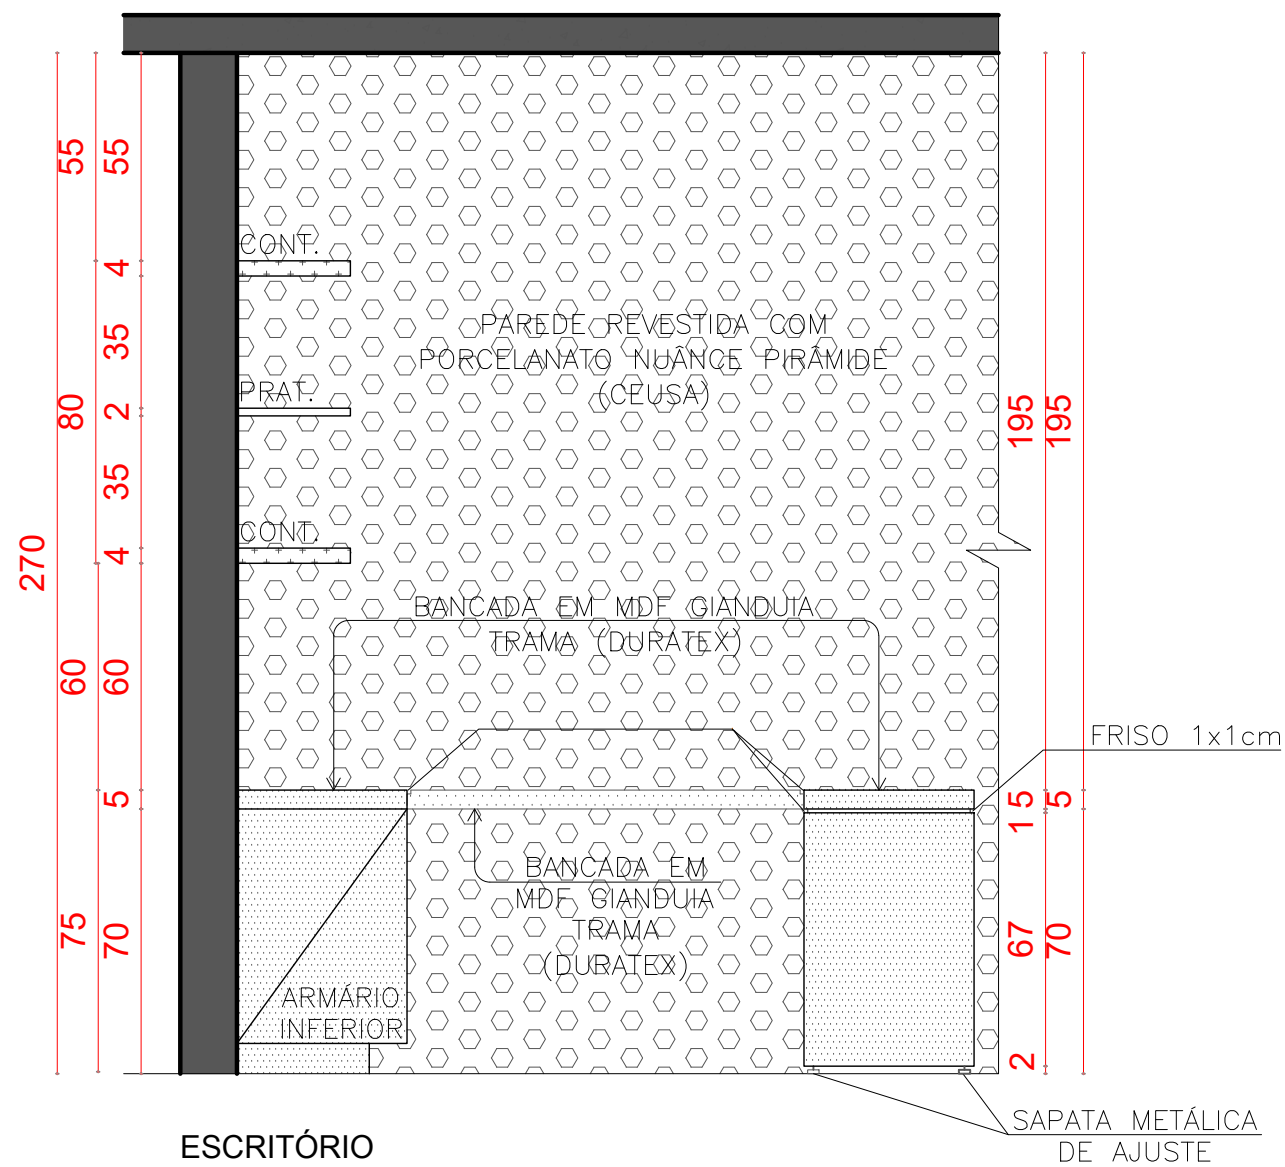 55
55
CONT.
4
PAREDE REVESTIDA COM
PORCELANATO NUÂNCE PIRÂMIDE
(CEUSA)
35
PRAT.
80
2
195
195
35
CONT.
4
270
BANCADA EM MDF GIANDUIA
TRAMA (DURATEX)
60
60
FRISO 1x1cm
5
5
5
1
BANCADA EM
MDF GIANDUIA
TRAMA
(DURATEX)
75
70
67
70
ARMÁRIO
INFERIOR
2
SAPATA METÁLICA
DE AJUSTE
ESCRITÓRIO